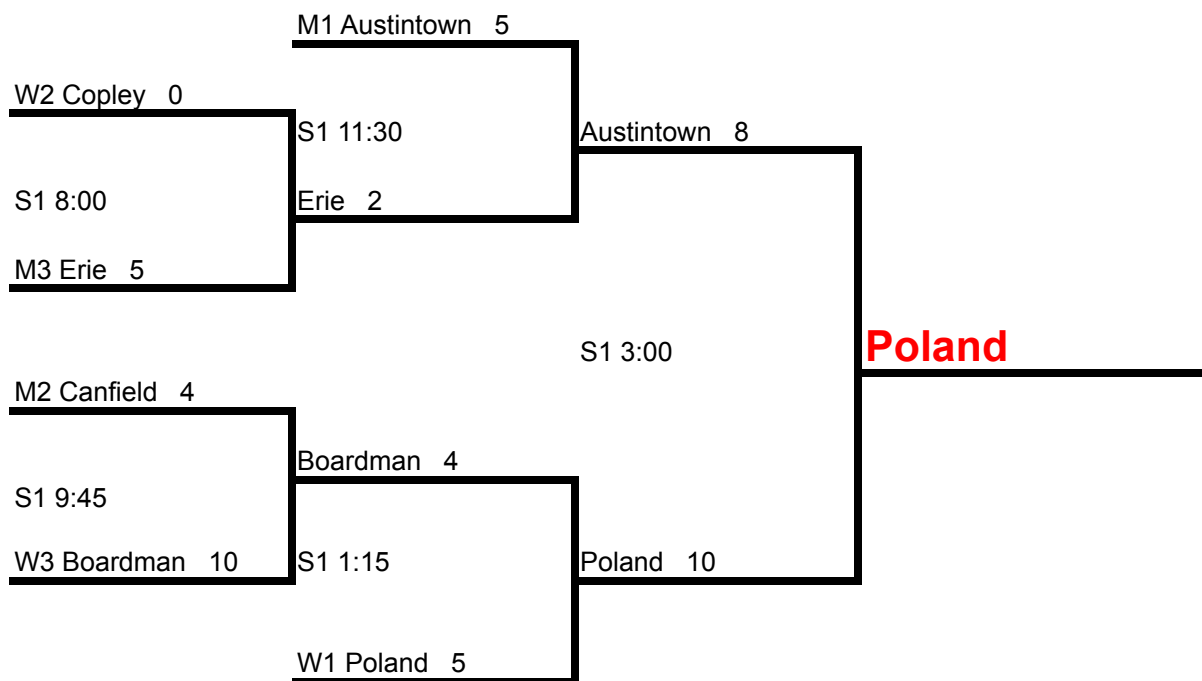 M1 Austintown 5
W2 Copley 0
S1 11:30
Austintown 8
S1 8:00
Erie 2
M3 Erie 5
Poland
S1 3:00
M2 Canfield 4
Boardman 4
S1 9:45
W3 Boardman 10
S1 1:15
Poland 10
W1 Poland 5